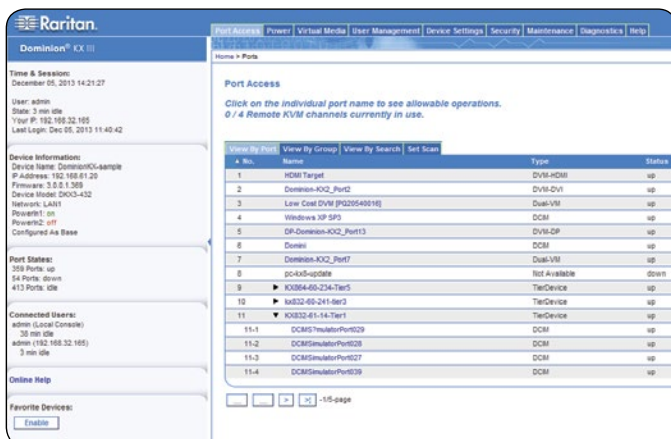 Raritan.
Dominion® KX III
Port Access Power Virtual Media User Management Device Settings Security Maintenance Diagnostics Help
Home > Ports
Time & Session:
December 05, 2013 14:21:27
User: admin
State: 3 min idle
Your IP: 192.168.32.165
Last Login: Dec 05, 2013 11:40:42
Device Information:
Device Name: DominionKX-sample
IP Address: 192.168.61.20
Firmware: 3.0.0.1.369
Device Model: DKX3-432
Network: LAN1
PowerIn1: on
PowerIn2: off
Configured As Base
Port States:
359 Ports: up
54 Ports: down
413 Ports: idle
Connected Users:
admin (Local Console)
38 min idle
admin (192.168.32.165)
3 min idle
Online Help
Favorite Devices:
Enable
Port Access
Click on the individual port name to see allowable operations.
0 / 4 Remote KVM channels currently in use.
View By Port View By Group View By Search Set Scan
▲ No. Name Type Status
1 HDMI Target DVM-HDMI up
2 Dominion-KX2_Port2 DVM-DVI up
3 Low Cost DVM [PQ20540016] Dual-VM up
4 Windows XP SP3 DCIM up
5 DP-Dominion-KX2_Port13 DVM-DP up
6 Domini DCIM up
7 Dominion-KX2_Port7 Dual-VM up
8 pc-kx8-update Not Available down
9 ► KX864-60-234-Tier5 TierDevice up
10 ► kx832-60-241-tier3 TierDevice up
11 ▼ KX832-61-14-Tier1 TierDevice up
11-1 DCIMS?mulatorPort029 DCIM up
11-2 DCIMSimulatorPort028 DCIM up
11-3 DCIMSimulatorPort027 DCIM up
11-4 DCIMSimulatorPort039 DCIM up
... ... > >| -1/5-page